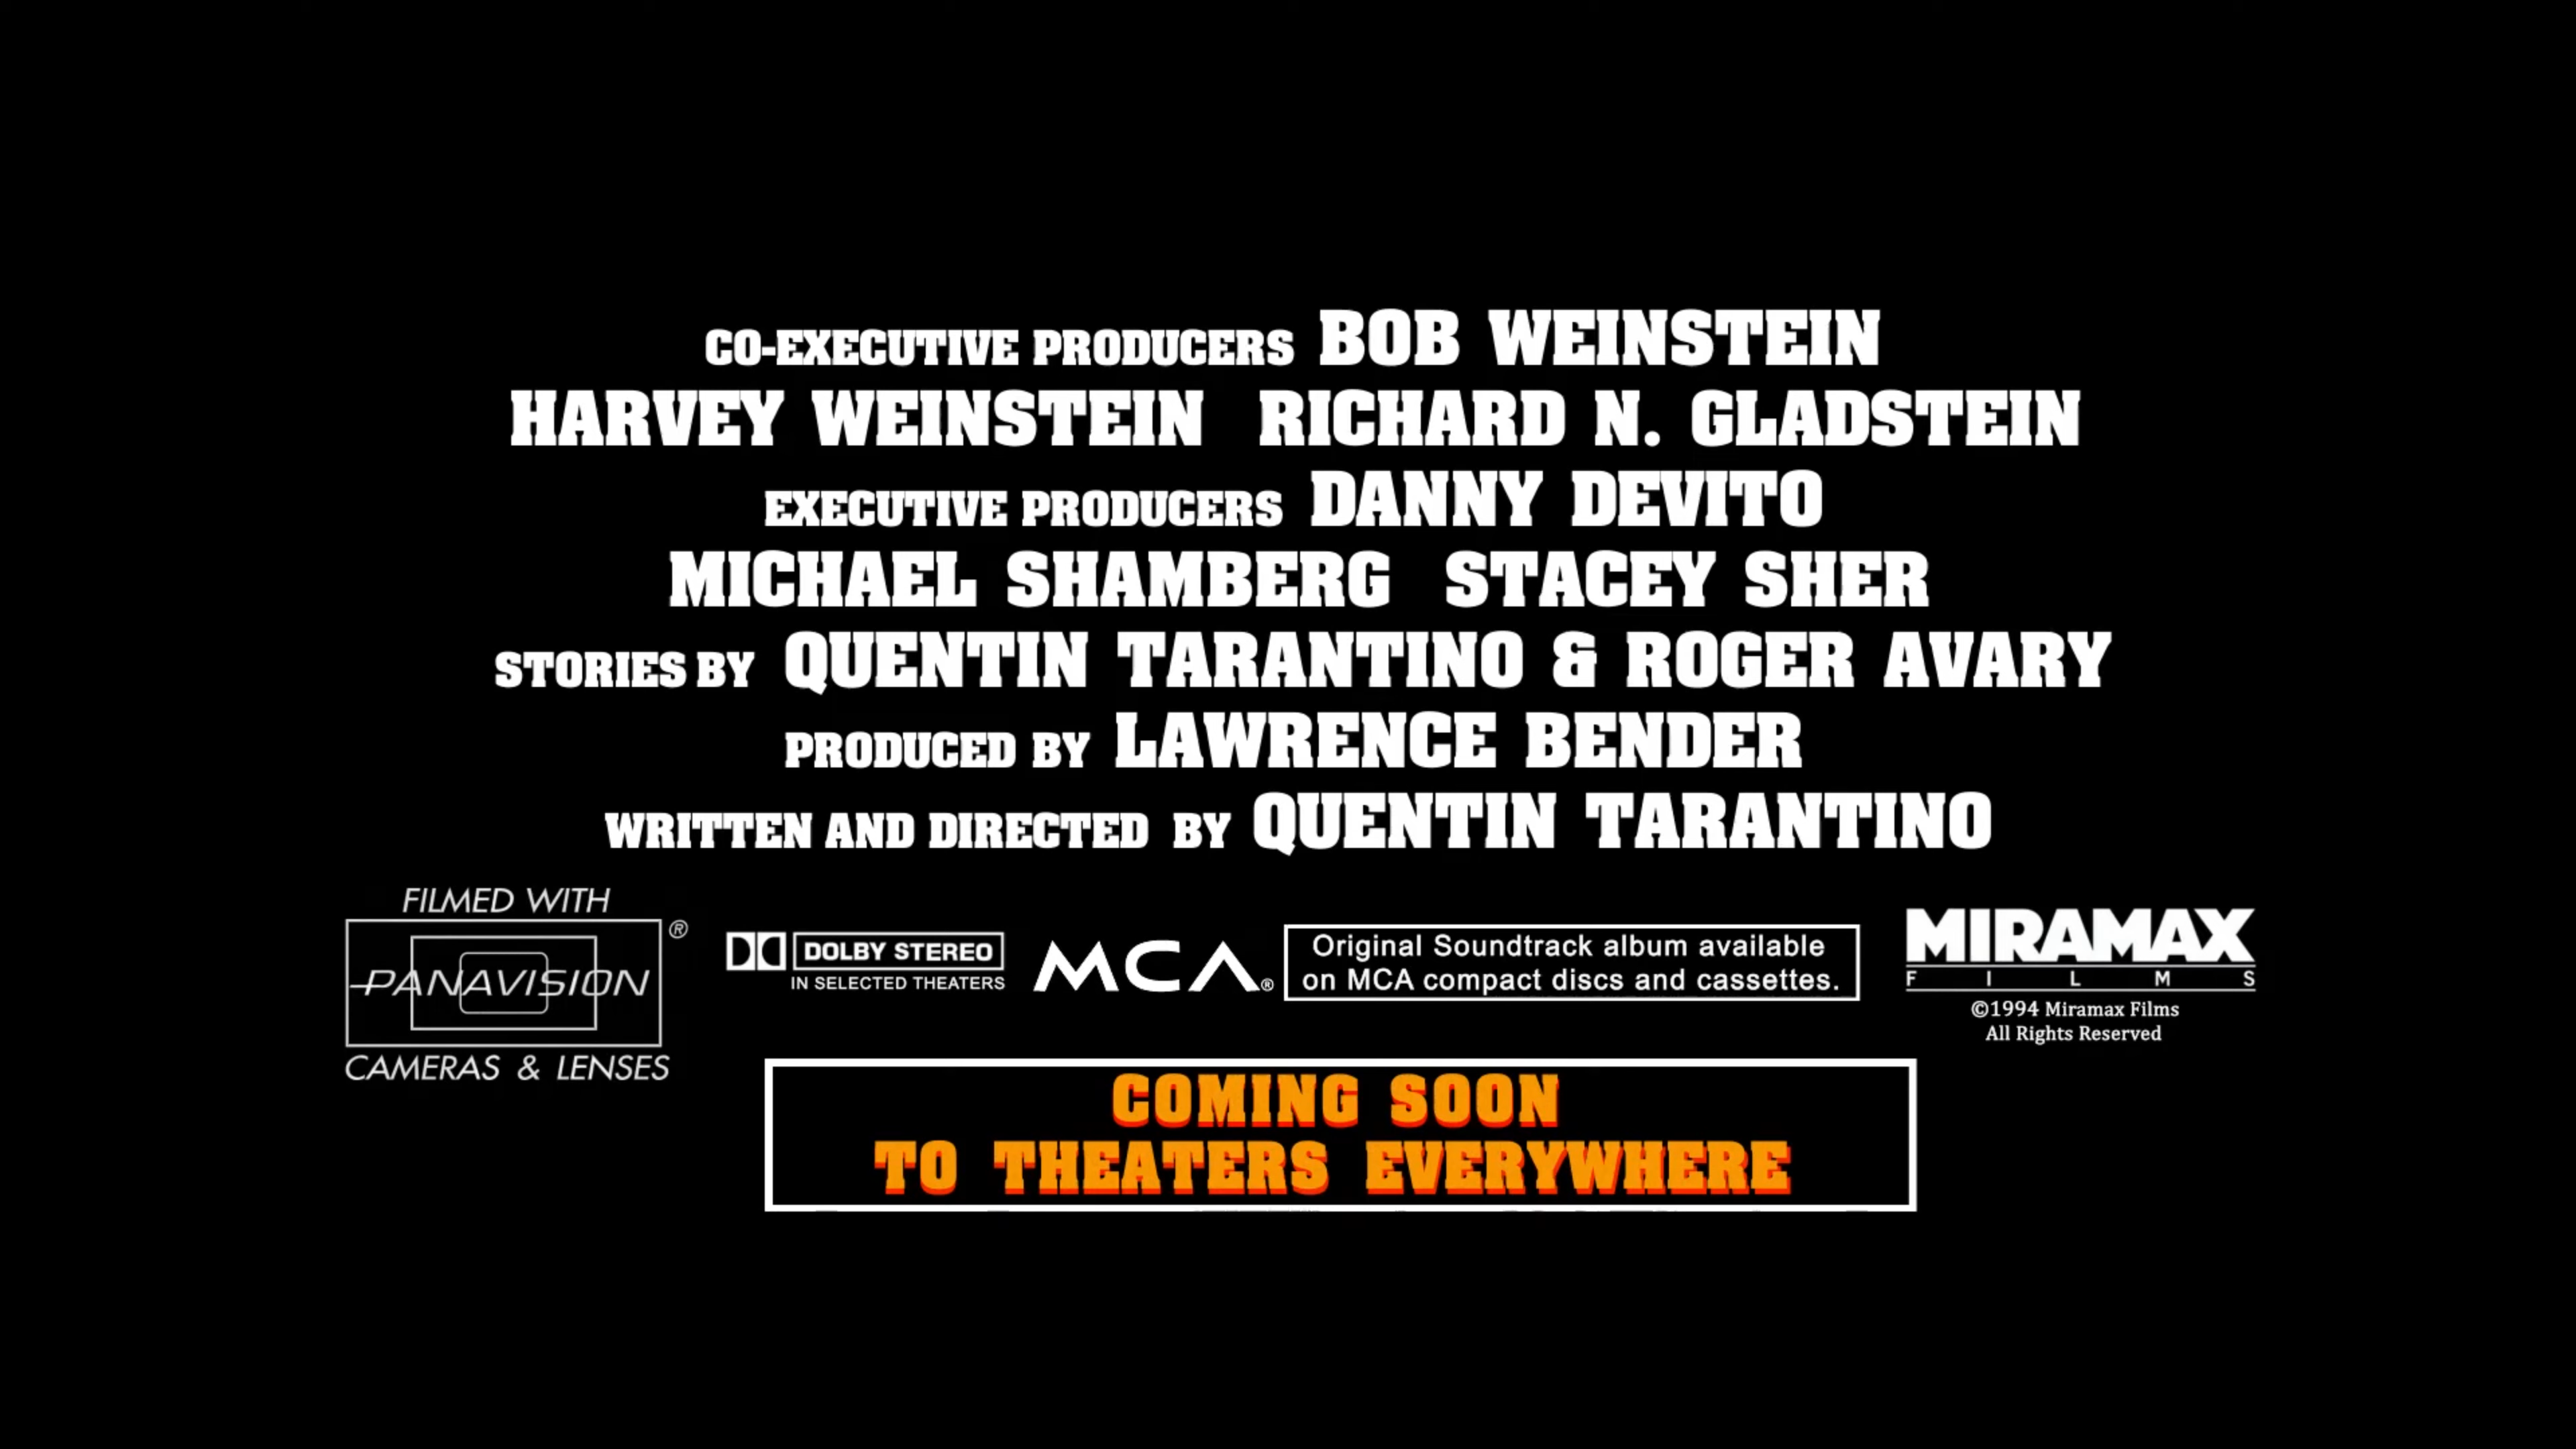 CO-EXECUTIVE PRODUCERS BOB WEINSTEIN
HARVEY WEINSTEIN RICHARD N. GLADSTEIN
EXECUTIVE PRODUCERS DANNY DEVITO
MICHAEL SHAMBERG STACEY SHER
STORIES BY QUENTIN TARANTINO & ROGER AVARY
PRODUCED BY LAWRENCE BENDER
WRITTEN AND DIRECTED BY QUENTIN TARANTINO
FILMED WITH
PANAVISION®
CAMERAS & LENSES
DOLBY STEREO
IN SELECTED THEATERS
MCA®
Original Soundtrack album available
on MCA compact discs and cassettes.
MIRAMAX
FILMS
©1994 Miramax Films
All Rights Reserved
COMING SOON
TO THEATERS EVERYWHERE